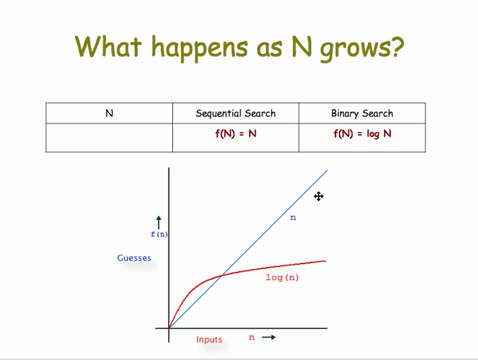 What happens as N grows?
N Sequential Search Binary Search
f(N) = N f(N) = log N
n
f(n)
Guesses
log(n)
Inputs n